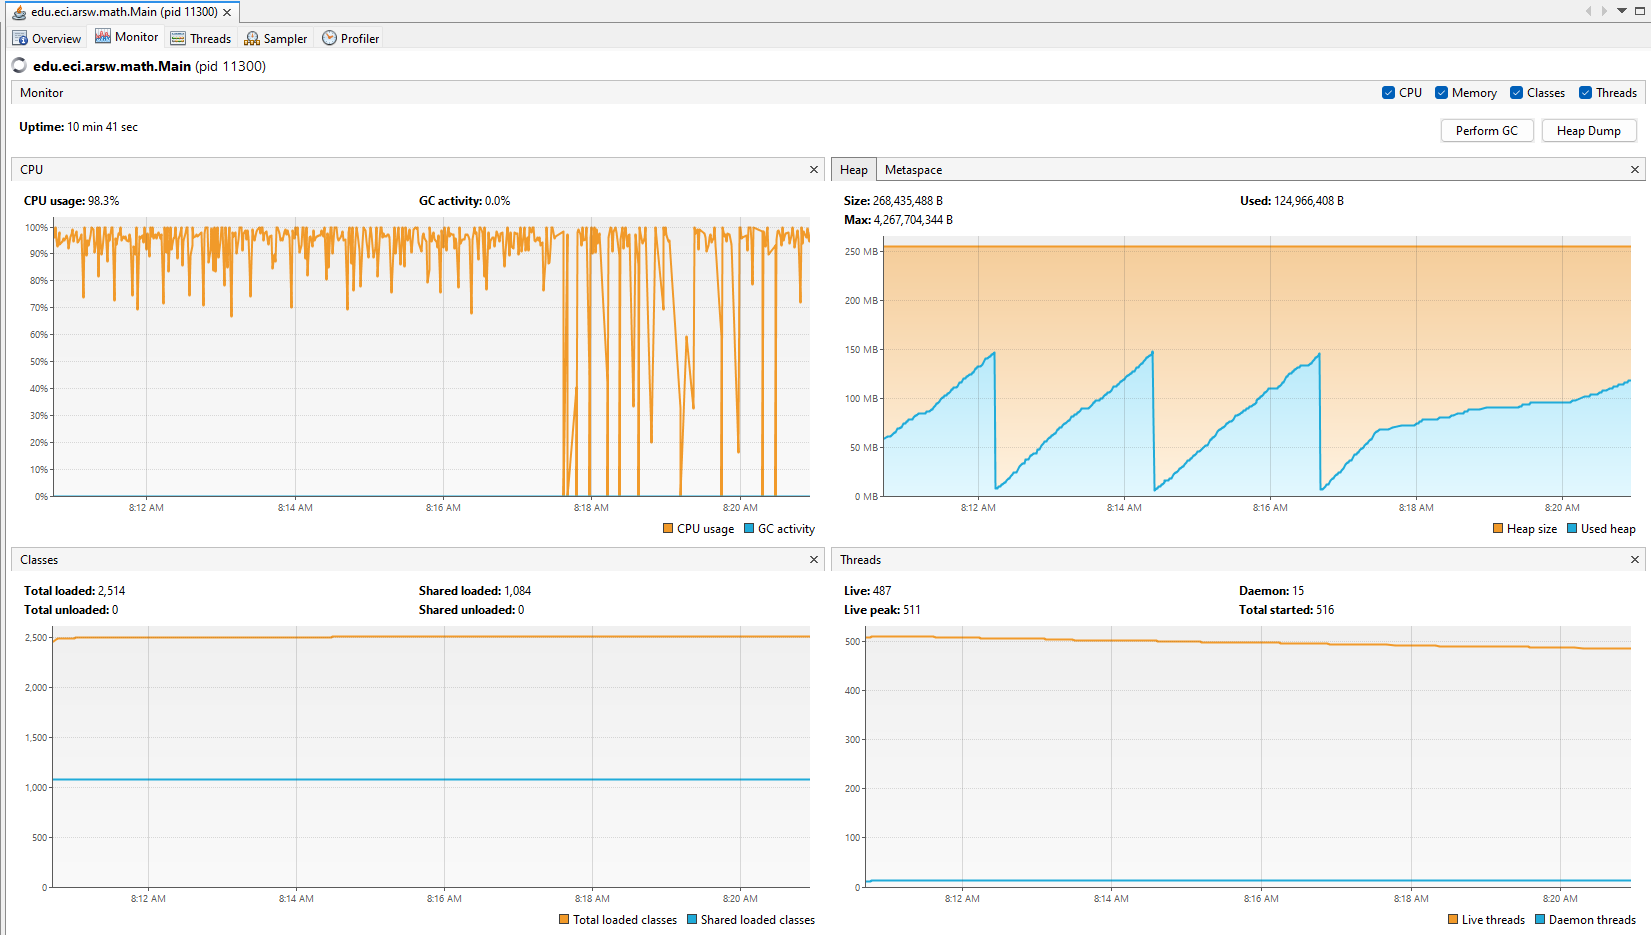 edu.eci.arsw.math.Main (pid 11300)
Overview Monitor Threads Sampler Profiler
edu.eci.arsw.math.Main (pid 11300)
Monitor
CPU Memory Classes Threads
Uptime: 10 min 41 sec
Perform GC Heap Dump
CPU
CPU usage: 98.3% GC activity: 0.0%
100%
90%
80%
70%
60%
50%
40%
30%
20%
10%
0%
8:12 AM 8:14 AM 8:16 AM 8:18 AM 8:20 AM
CPU usage GC activity
Heap Metaspace
Size: 268,435,488 B Used: 124,966,408 B
Max: 4,267,704,344 B
250 MB
200 MB
150 MB
100 MB
50 MB
0 MB
8:12 AM 8:14 AM 8:16 AM 8:18 AM 8:20 AM
Heap size Used heap
Classes
Total loaded: 2,514 Shared loaded: 1,084
Total unloaded: 0 Shared unloaded: 0
2,500
2,000
1,500
1,000
500
0
8:12 AM 8:14 AM 8:16 AM 8:18 AM 8:20 AM
Total loaded classes Shared loaded classes
Threads
Live: 487 Daemon: 15
Live peak: 511 Total started: 516
500
400
300
200
100
0
8:12 AM 8:14 AM 8:16 AM 8:18 AM 8:20 AM
Live threads Daemon threads